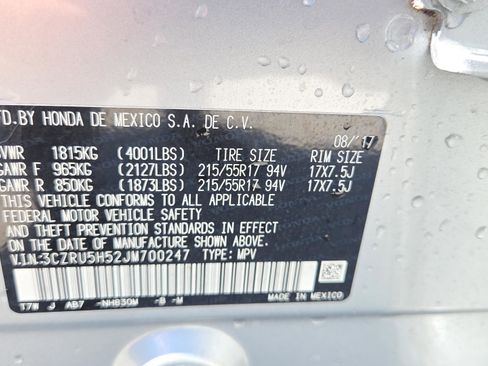 MFD.BY HONDA DE MEXICO S.A. DE C.V.
08/'17
GVWR 1815KG (4001LBS) TIRE SIZE RIM SIZE
GAWR F 965KG (2127LBS) 215/55R17 94V 17X7.5J
GAWR R 850KG (1873LBS) 215/55R17 94V 17X7.5J
THIS VEHICLE CONFORMS TO ALL APPLICABLE
FEDERAL MOTOR VEHICLE SAFETY
AND THEFT PREVENTION STANDARDS IN EFFECT
ON THE DATE OF MANUFACTURE SHOWN ABOVE.
V.I.N:3CZRU5H52JM700247 TYPE: MPV
T7W J AB7 -NH830M -B -M MADE IN MEXICO